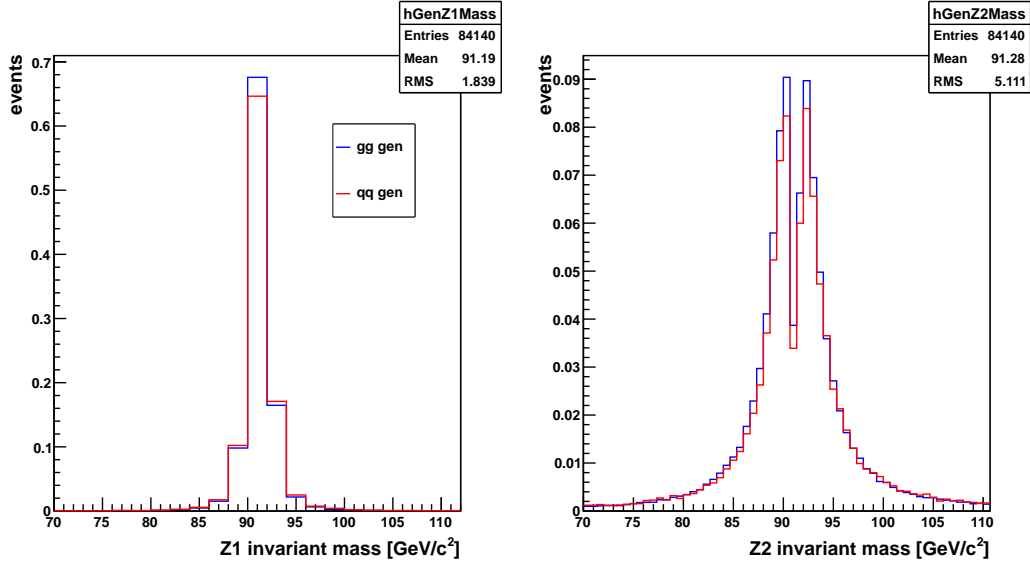 hGenZ1Mass
Entries 84140
Mean 91.19
RMS 1.839
events
0.7
0.6
0.5
0.4
0.3
0.2
0.1
0
gg gen
qq gen
70 75 80 85 90 95 100 105 110
Z1 invariant mass [GeV/c²]
hGenZ2Mass
Entries 84140
Mean 91.28
RMS 5.111
events
0.09
0.08
0.07
0.06
0.05
0.04
0.03
0.02
0.01
0
70 75 80 85 90 95 100 105 110
Z2 invariant mass [GeV/c²]